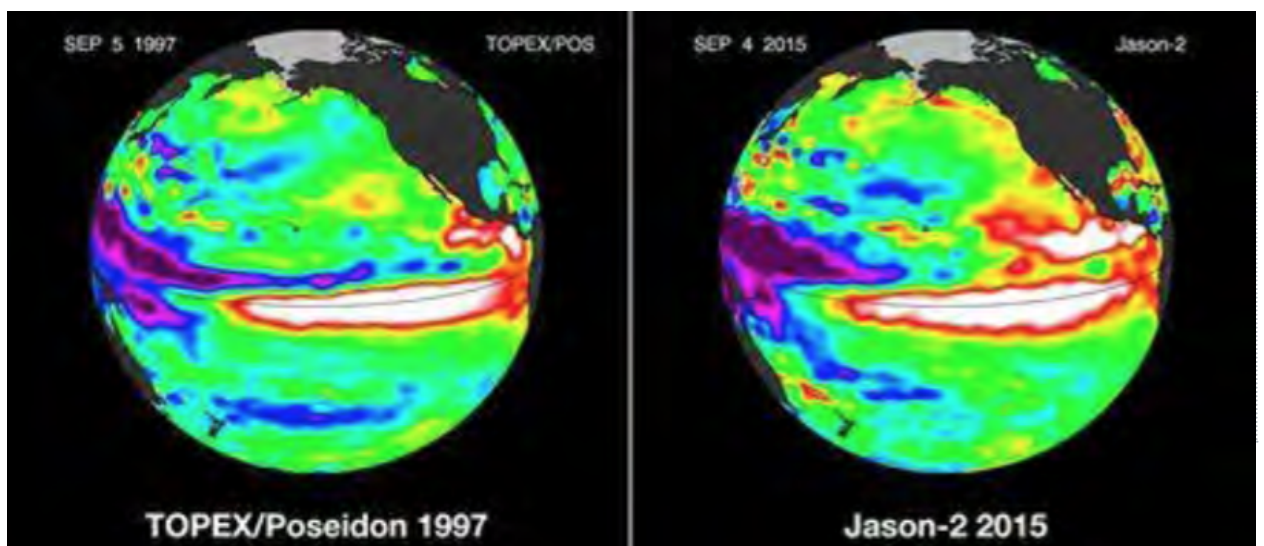 SEP 5 1997 TOPEX/POS
SEP 4 2015 Jason-2
TOPEX/Poseidon 1997
Jason-2 2015